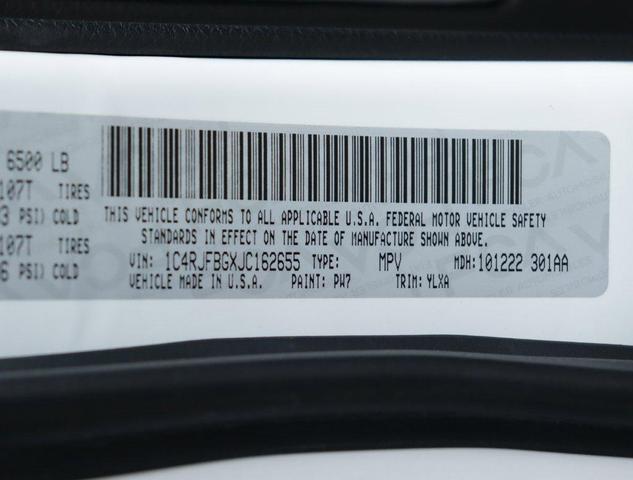 6500 LB
107T TIRES
3 PSI) COLD
107T TIRES
6 PSI) COLD
THIS VEHICLE CONFORMS TO ALL APPLICABLE U.S.A. FEDERAL MOTOR VEHICLE SAFETY
STANDARDS IN EFFECT ON THE DATE OF MANUFACTURE SHOWN ABOVE.
VIN: 1C4RJFBGXJC162655 TYPE: MPV MDH: 101222 301AA
VEHICLE MADE IN U.S.A. PAINT: PW7 TRIM: YLXA